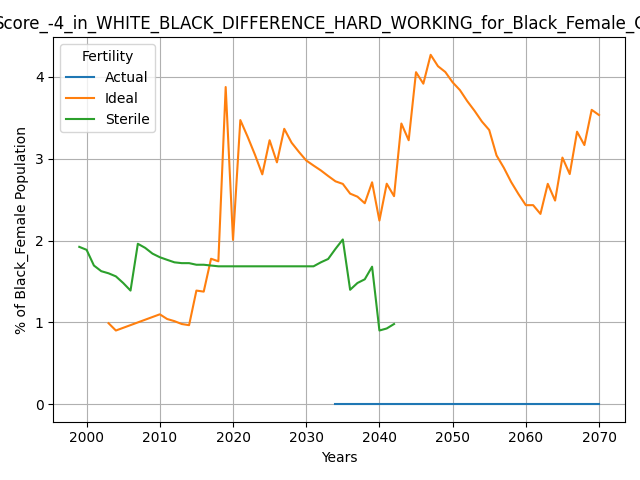 Score_-4_in_WHITE_BLACK_DIFFERENCE_HARD_WORKING_for_Black_Female_
Fertility
Actual
Ideal
Sterile
% of Black_Female Population
4
3
2
1
0
2000 2010 2020 2030 2040 2050 2060 2070
Years